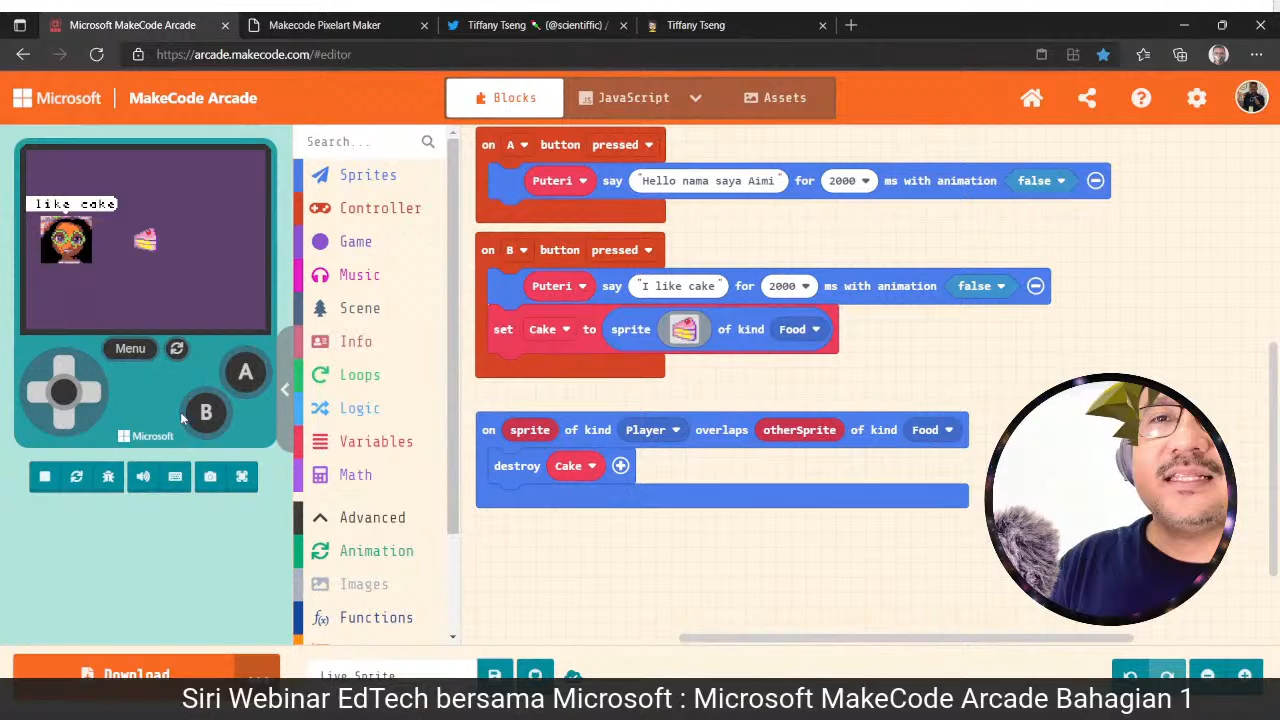 Microsoft MakeCode Arcade
Makecode Pixelart Maker
Tiffany Tseng (@scientiffic) /
Tiffany Tseng
https://arcade.makecode.com/#editor
Microsoft
MakeCode Arcade
Blocks
JavaScript
Assets
like cake
Menu
A
B
Microsoft
Download
...
Search...
Sprites
Controller
Game
Music
Scene
Info
Loops
Logic
Variables
Math
Advanced
Animation
Images
f(x) Functions
on A button pressed
Puteri say "Hello nama saya Aimi" for 2000 ms with animation false
on B button pressed
Puteri say "I like cake" for 2000 ms with animation false
set Cake to sprite of kind Food
on sprite of kind Player overlaps otherSprite of kind Food
destroy Cake
Live Sprite
Siri Webinar EdTech bersama Microsoft : Microsoft MakeCode Arcade Bahagian 1